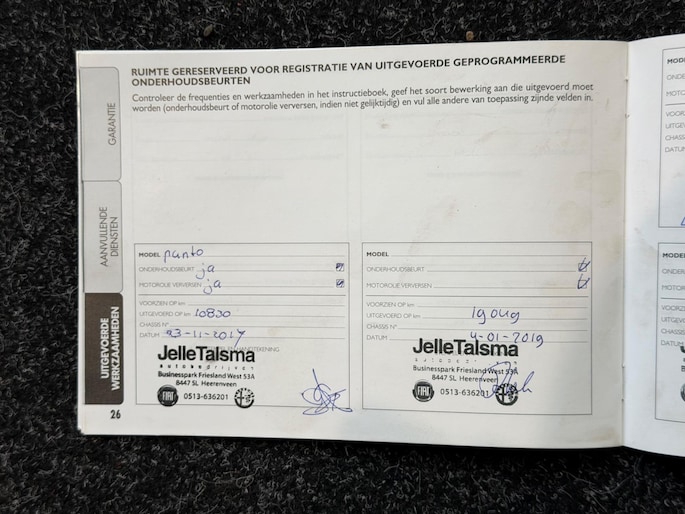 RUIMTE GERESERVEERD VOOR REGISTRATIE VAN UITGEVOERDE GEPROGRAMMEERDE
ONDERHOUDSBEURTEN
Controleer de frequenties en werkzaamheden in het instructieboek, geef het soort bewerking aan die uitgevoerd moet
worden (onderhoudsbeurt of motorolie verversen, indien niet gelijktijdig) en vul alle andere van toepassing zijnde velden in.
GARANTIE
AANVULLENDE
DIENSTEN
UITGEVOERDE
WERKZAAMHEDEN
26
MODEL punto
ONDERHOUDSBEURT ja
MOTOROLIE VERVERSEN ja
VOORZIEN OP km
UITGEVOERD OP km 10830
CHASSIS N°
DATUM 23-11-2017
JelleTalsma
autobedrijven
Businesspark Friesland West 53A
8447 SL Heerenveen
FIAT 0513-636201
MODEL
ONDERHOUDSBEURT
MOTOROLIE VERVERSEN
VOORZIEN OP km
UITGEVOERD OP km
CHASSIS N°
DATUM 4-01-2019
JelleTalsma
autobedrijven
Businesspark Friesland West 53A
8447 SL Heerenveen
FIAT 0513-636201